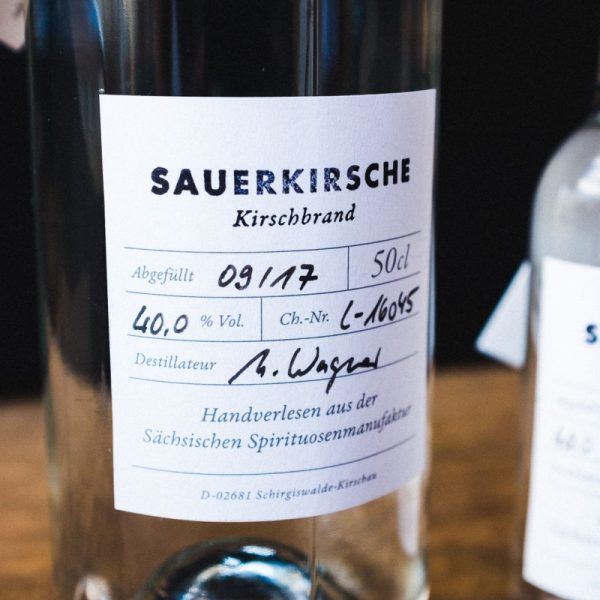 SAUERKIRSCHE
Kirschbrand
Abgefüllt 09/17 50cl
40,0 % Vol. Ch.-Nr. L-16045
Destillateur M. Wagner
Handverlesen aus der
Sächsischen Spirituosenmanufaktur
D-02681 Schirgiswalde-Kirschau